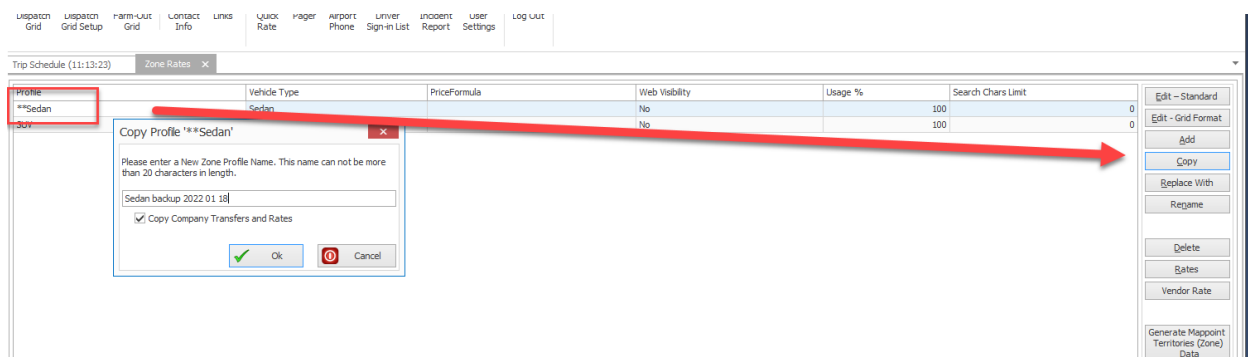 Dispatch Dispatch Farm-Out Contact Links Quick Pager Airport Driver Incident User Log Out
Grid Grid Setup Grid Info Rate Phone Sign-in List Report Settings
Trip Schedule (11:13:23) Zone Rates ×
Profile Vehicle Type PriceFormula Web Visibility Usage % Search Chars Limit
**Sedan Sedan No 100 0
SUV No 100 0
Copy Profile '**Sedan' ×
Please enter a New Zone Profile Name. This name can not be more
than 20 characters in length.
Sedan backup 2022 01 18
Copy Company Transfers and Rates
Ok Cancel
Edit – Standard
Edit - Grid Format
Add
Copy
Replace With
Rename
Delete
Rates
Vendor Rate
Generate Mappoint
Territories (Zone)
Data